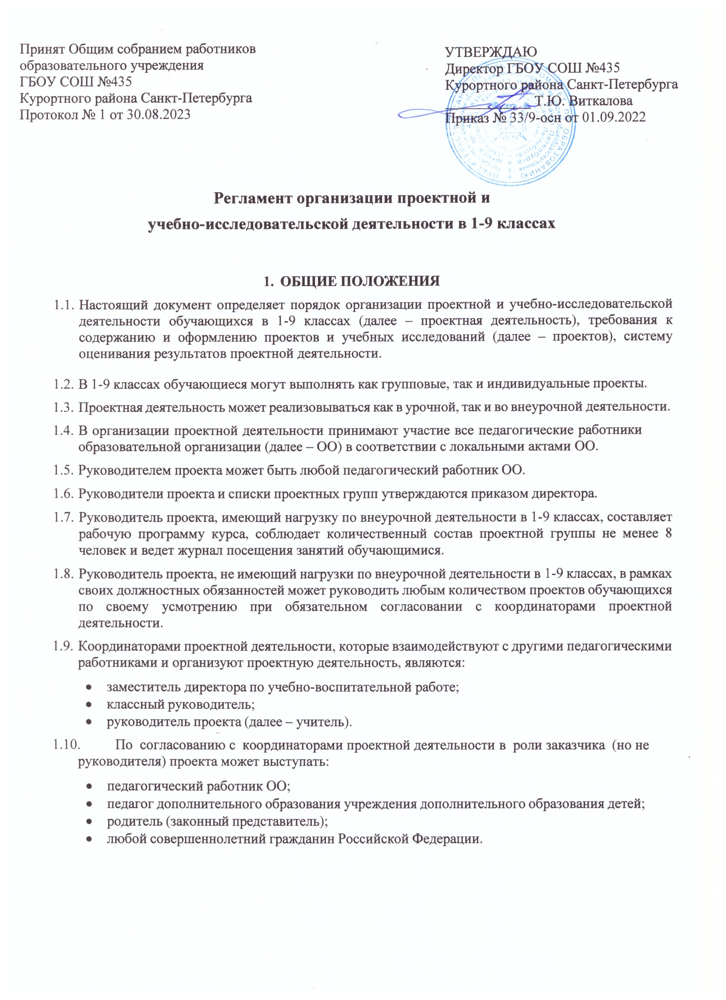 Принят Общим собранием работников
образовательного учреждения
ГБОУ СОШ №435
Курортного района Санкт-Петербурга
Протокол № 1 от 30.08.2023
УТВЕРЖДАЮ
Директор ГБОУ СОШ №435
Курортного района Санкт-Петербурга
Т.Ю. Виткалова
Приказ № 33/9-осн от 01.09.2022
Регламент организации проектной и
учебно-исследовательской деятельности в 1-9 классах
1. ОБЩИЕ ПОЛОЖЕНИЯ
1.1. Настоящий документ определяет порядок организации проектной и учебно-исследовательской
деятельности обучающихся в 1-9 классах (далее – проектная деятельность), требования к
содержанию и оформлению проектов и учебных исследований (далее – проектов), систему
оценивания результатов проектной деятельности.
1.2. В 1-9 классах обучающиеся могут выполнять как групповые, так и индивидуальные проекты.
1.3. Проектная деятельность может реализовываться как в урочной, так и во внеурочной деятельности.
1.4. В организации проектной деятельности принимают участие все педагогические работники
образовательной организации (далее – ОО) в соответствии с локальными актами ОО.
1.5. Руководителем проекта может быть любой педагогический работник ОО.
1.6. Руководители проекта и списки проектных групп утверждаются приказом директора.
1.7. Руководитель проекта, имеющий нагрузку по внеурочной деятельности в 1-9 классах, составляет
рабочую программу курса, соблюдает количественный состав проектной группы не менее 8
человек и ведет журнал посещения занятий обучающимися.
1.8. Руководитель проекта, не имеющий нагрузки по внеурочной деятельности в 1-9 классах, в рамках
своих должностных обязанностей может руководить любым количеством проектов обучающихся
по своему усмотрению при обязательном согласовании с координаторами проектной
деятельности.
1.9. Координаторами проектной деятельности, которые взаимодействуют с другими педагогическими
работниками и организуют проектную деятельность, являются:
• заместитель директора по учебно-воспитательной работе;
• классный руководитель;
• руководитель проекта (далее – учитель).
1.10. По согласованию с координаторами проектной деятельности в роли заказчика (но не
руководителя) проекта может выступать:
• педагогический работник ОО;
• педагог дополнительного образования учреждения дополнительного образования детей;
• родитель (законный представитель);
• любой совершеннолетний гражданин Российской Федерации.